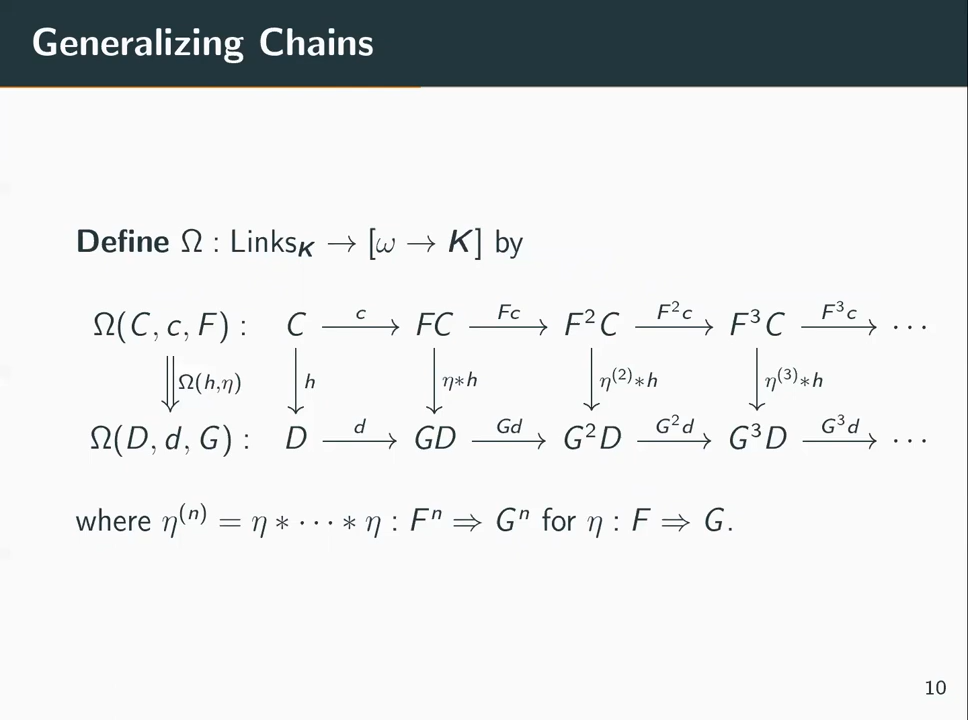 Generalizing Chains
Define Ω : Links_K → [ω → K] by
Ω(C, c, F) : C —c→ FC —Fc→ F²C —F²c→ F³C —F³c→ ⋯
Ω(h,η) h η∗h η⁽²⁾∗h η⁽³⁾∗h
Ω(D, d, G) : D —d→ GD —Gd→ G²D —G²d→ G³D —G³d→ ⋯
where η⁽ⁿ⁾ = η ∗ ⋯ ∗ η : Fⁿ ⇒ Gⁿ for η : F ⇒ G.
10